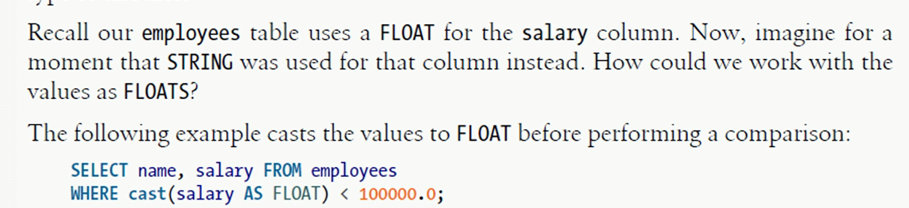 Recall our employees table uses a FLOAT for the salary column. Now, imagine for a
moment that STRING was used for that column instead. How could we work with the
values as FLOATS?
The following example casts the values to FLOAT before performing a comparison:
SELECT name, salary FROM employees
WHERE cast(salary AS FLOAT) < 100000.0;